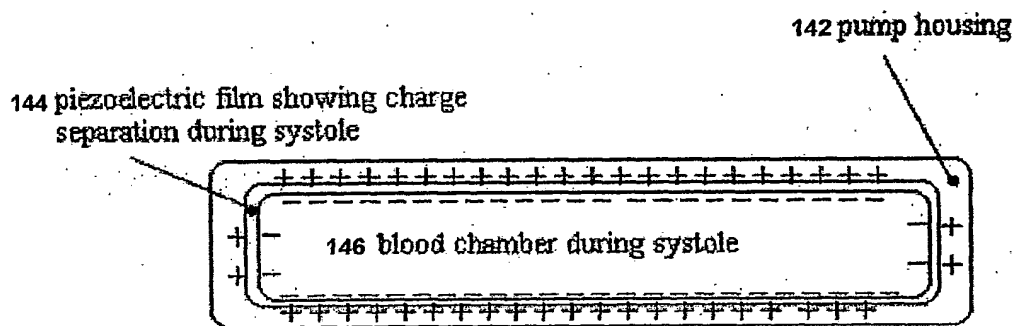 142 pump housing
144 piezoelectric film showing charge
separation during systole
+++++++++++++++++++++
+ - - +
146 blood chamber during systole
+ - - +
+++++++++++++++++++++